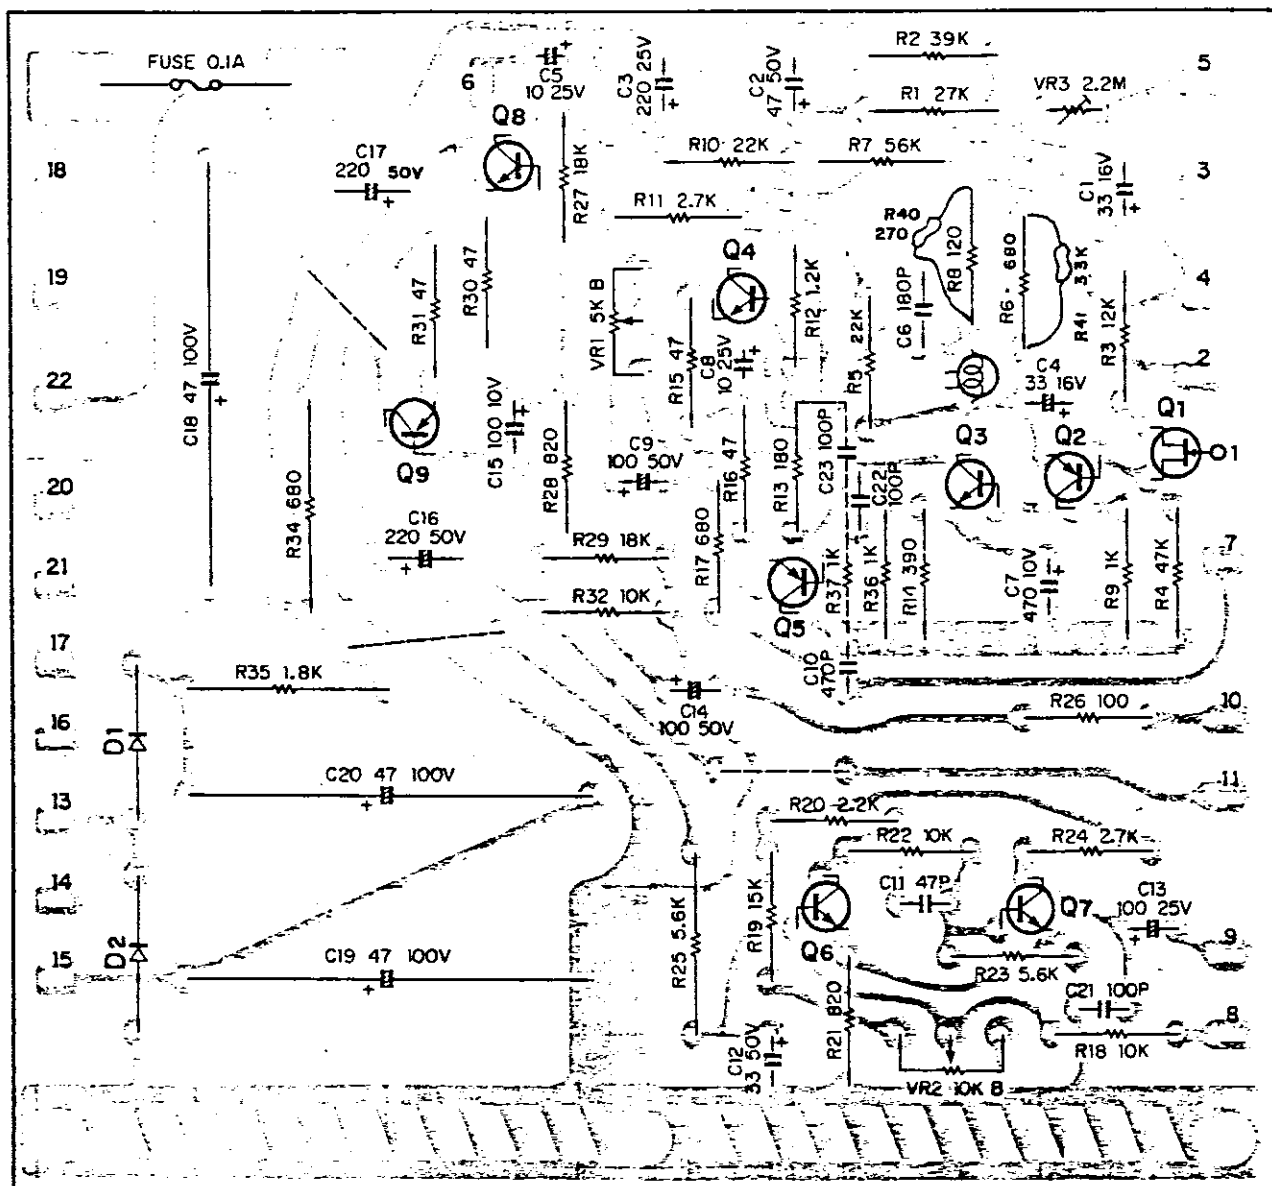 FUSE 0.1A
6
C5
10 25V
C3
220 25V
C2
47 50V
R2 39K
5
R1 27K
VR3 2.2M
Q8
18
C17
220 50V
R27 18K
R10 22K
R7 56K
3
C1
33 16V
R11 2.7K
R40
270
R8 120
R6 680
R41 3.3K
19
R31 47
R30 47
VR1 5K B
Q4
R12 1.2K
C6 180P
4
R3 12K
R15 47
C8
10 25V
R5 22K
2
22
C18 47 100V
C4
33 16V
Q1
O1
Q9
C15 100 10V
R28 820
C9
100 50V
R16 47
R13 180
C23 100P
C22
100P
Q3
Q2
20
R34 680
C16
220 50V
R29 18K
R17 680
R37 1K
R36 1K
R14 390
C7
470 10V
R9 1K
R4 47K
7
21
R32 10K
Q5
17
R35 1.8K
C10
470P
C14
100 50V
R26 100
10
16
D1
C20 47 100V
11
13
R20 2.2K
R22 10K
R24 2.7K
14
C11 47P
Q7
C13
100 25V
R25 5.6K
R19 15K
Q6
9
15
D2
C19 47 100V
R23 5.6K
C21 100P
8
R21 820
C12
33 50V
VR2 10K B
R18 10K